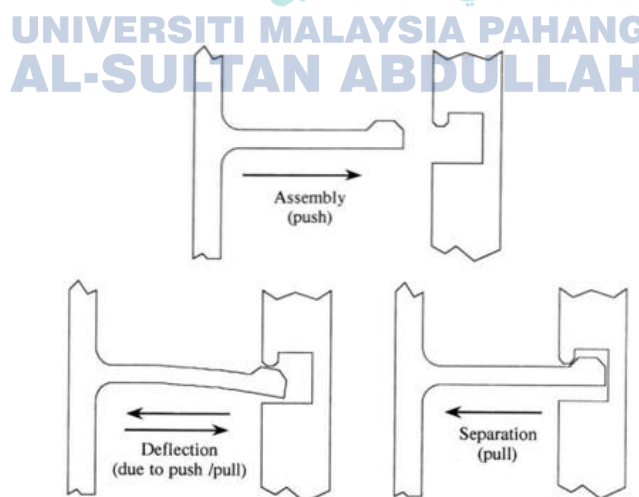 UNIVERSITI MALAYSIA PAHANG
AL-SULTAN ABDULLAH
Assembly
(push)
Deflection
(due to push /pull)
Separation
(pull)